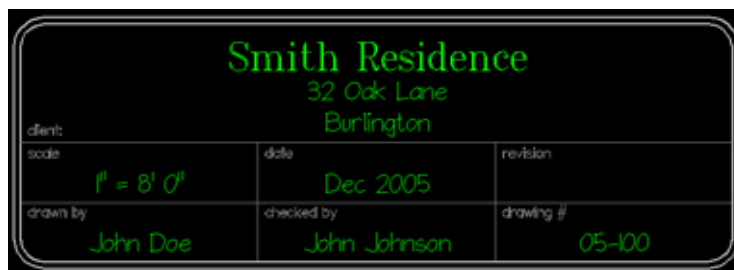 Smith Residence
32 Oak Lane
client: Burlington
scale date revision
1" = 8' 0" Dec 2005
drawn by checked by drawing #
John Doe John Johnson 05-100